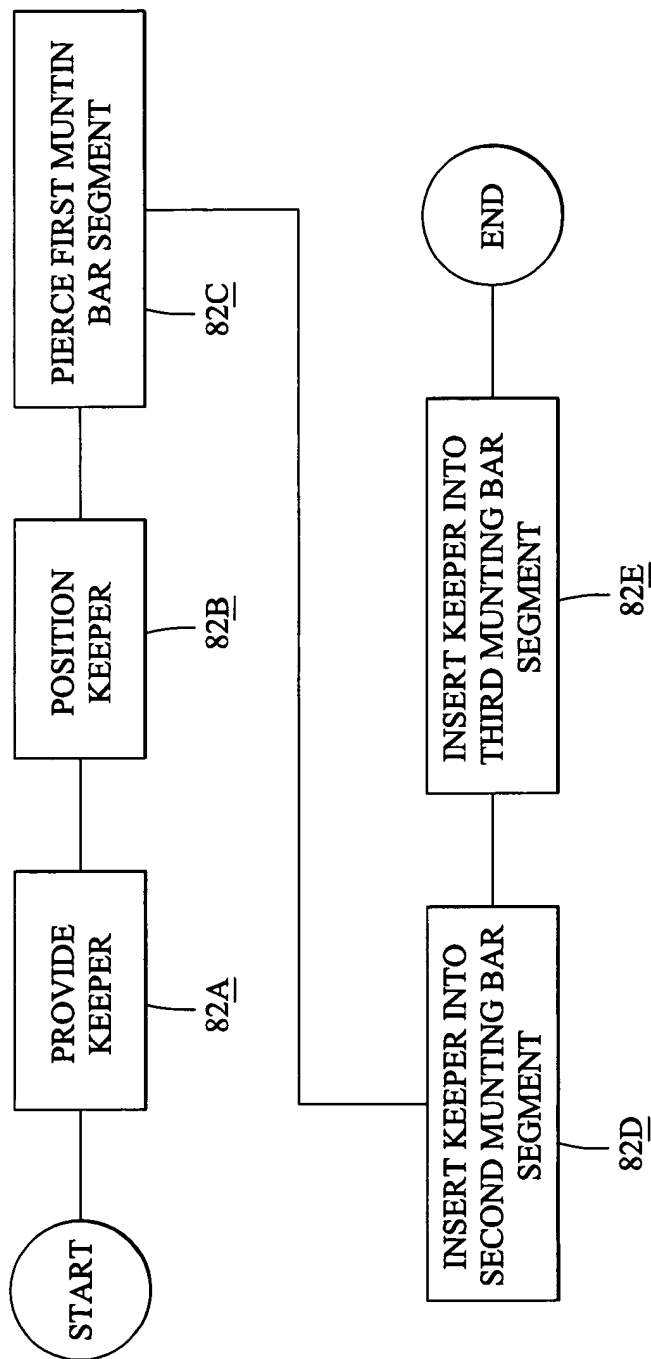 START
PROVIDE
KEEPER
82A
POSITION
KEEPER
82B
PIERCE FIRST MUNTIN
BAR SEGMENT
82C
INSERT KEEPER INTO
SECOND MUNTING BAR
SEGMENT
82D
INSERT KEEPER INTO
THIRD MUNTING BAR
SEGMENT
82E
END